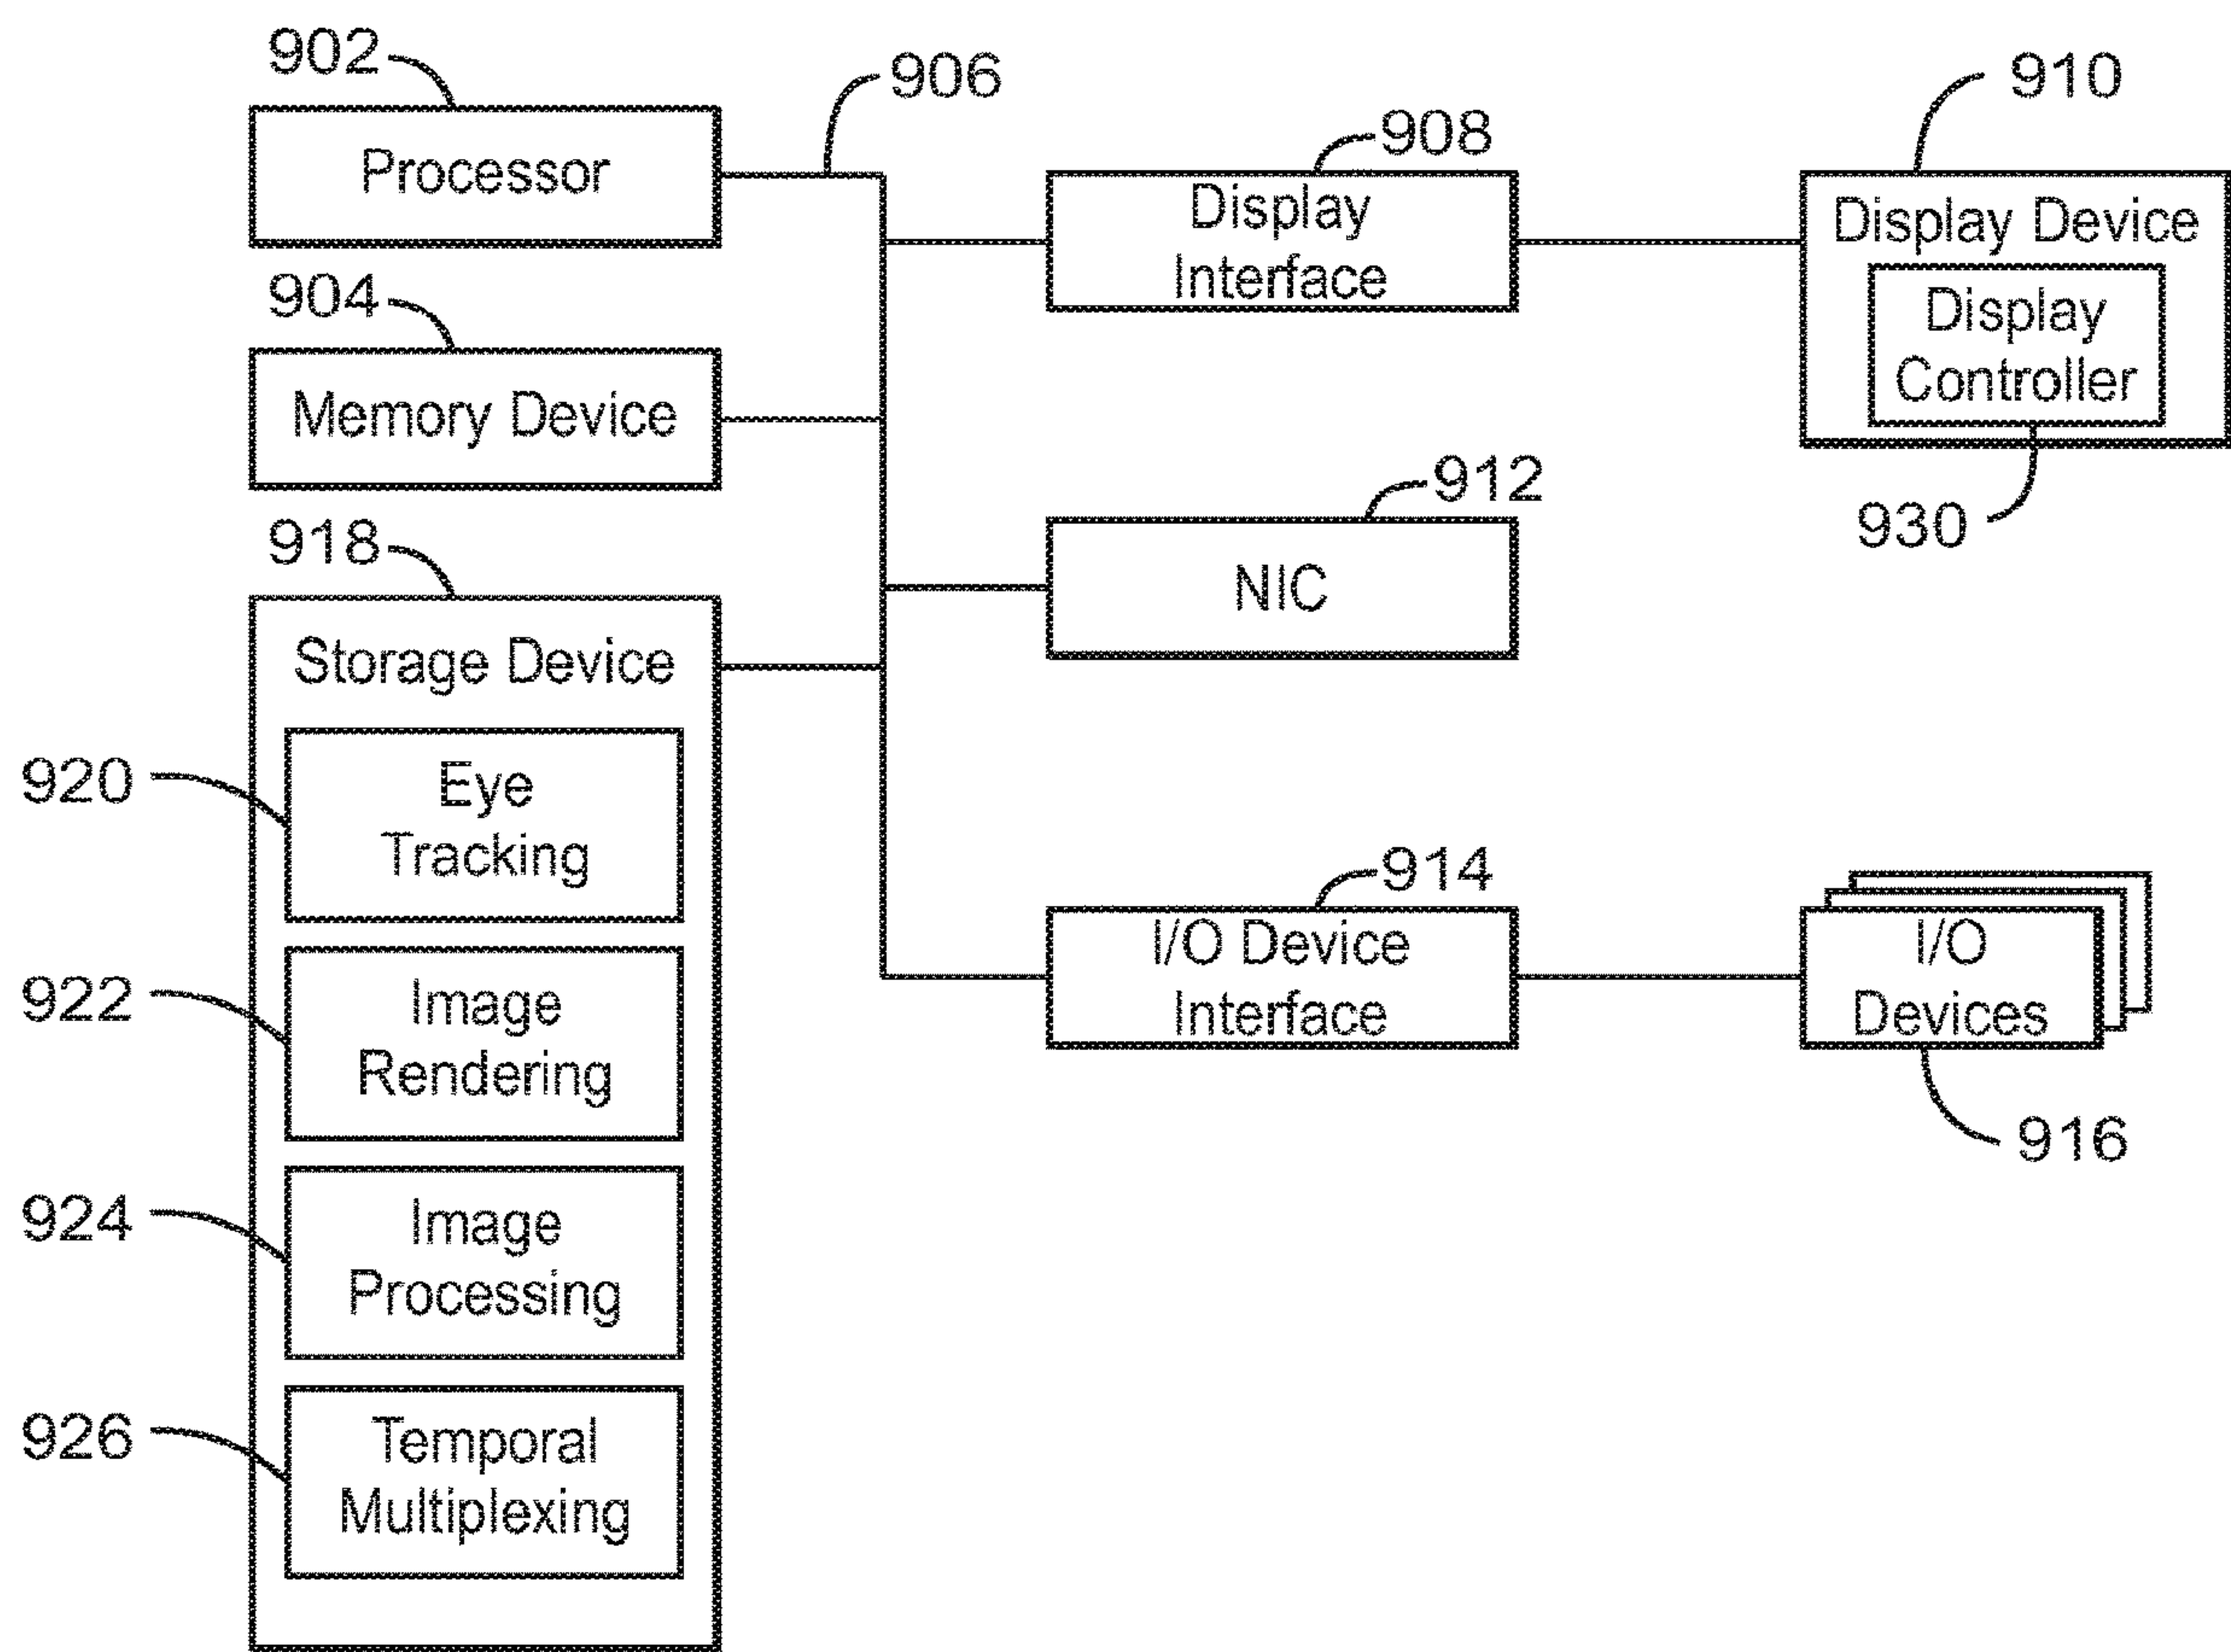 902
Processor
906
908
Display
Interface
910
Display Device
Display
Controller
930
904
Memory Device
912
NIC
918
Storage Device
920
Eye
Tracking
922
Image
Rendering
924
Image
Processing
926
Temporal
Multiplexing
914
I/O Device
Interface
I/O
Devices
916